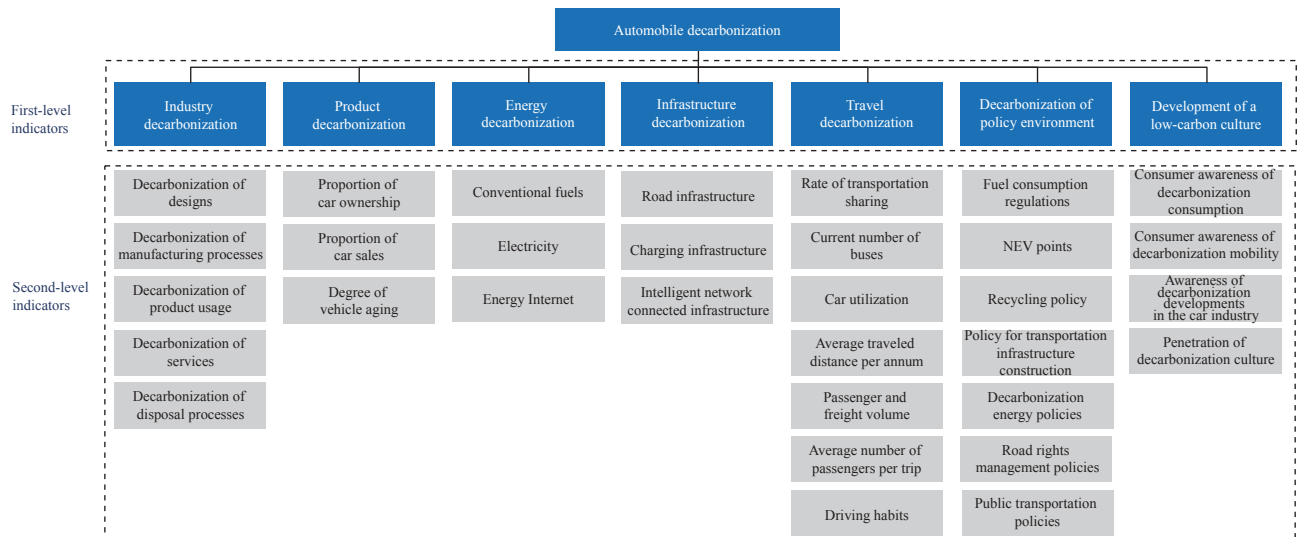 Automobile decarbonization
First-level
indicators
Industry
decarbonization
Product
decarbonization
Energy
decarbonization
Infrastructure
decarbonization
Travel
decarbonization
Decarbonization of
policy environment
Development of a
low-carbon culture
Second-level
indicators
Decarbonization of
designs
Decarbonization of
manufacturing processes
Decarbonization of
product usage
Decarbonization of
services
Decarbonization of
disposal processes
Proportion of
car ownership
Proportion of
car sales
Degree of
vehicle aging
Conventional fuels
Electricity
Energy Internet
Road infrastructure
Charging infrastructure
Intelligent network
connected infrastructure
Rate of transportation
sharing
Current number of
buses
Car utilization
Average traveled
distance per annum
Passenger and
freight volume
Average number of
passengers per trip
Driving habits
Fuel consumption
regulations
NEV points
Recycling policy
Policy for transportation
infrastructure
construction
Decarbonization
energy policies
Road rights
management policies
Public transportation
policies
Consumer awareness of
decarbonization
consumption
Consumer awareness of
decarbonization mobility
Awareness of
decarbonization
developments
in the car industry
Penetration of
decarbonization culture